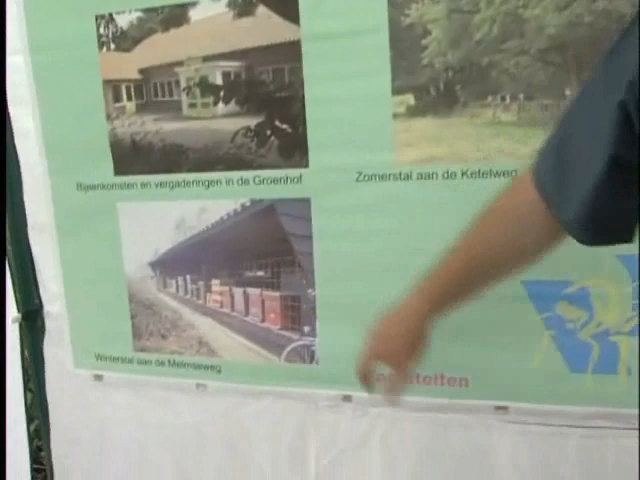 Bijeenkomsten en vergaderingen in de Groenhof
Zomerstal aan de Ketelweg
Winterstal aan de Melmseweg